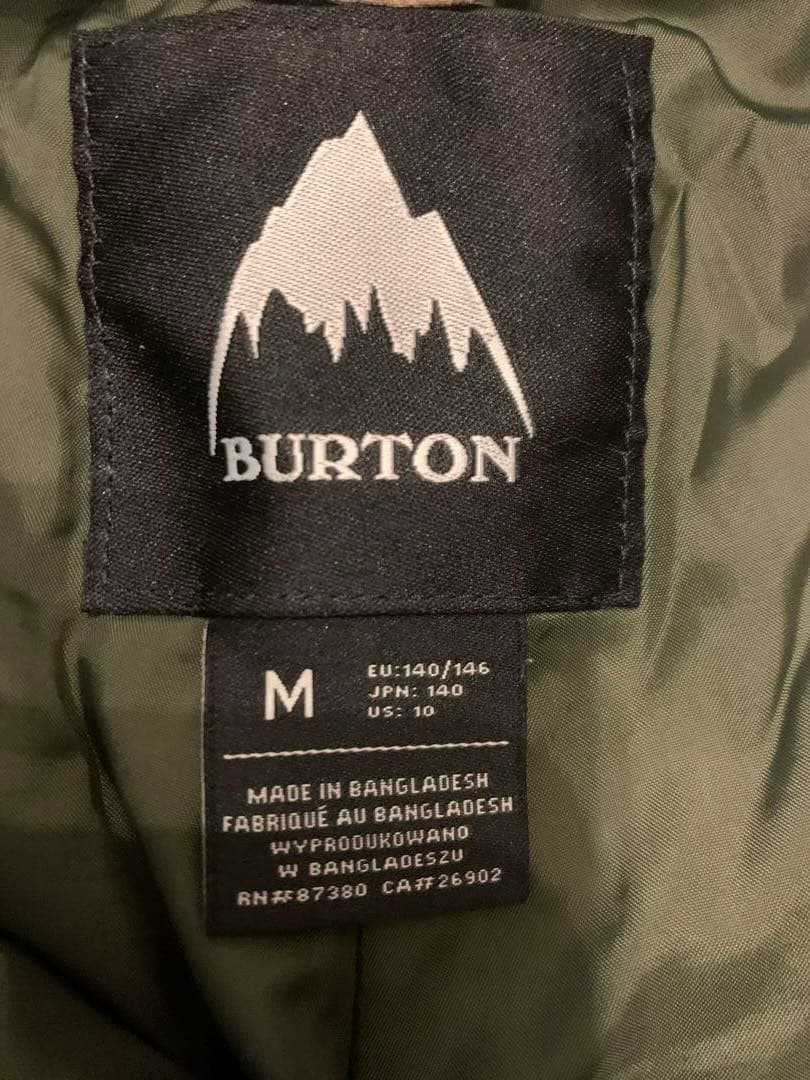 BURTON
M
EU:140/146
JPN: 140
US: 10
MADE IN BANGLADESH
FABRIQUÉ AU BANGLADESH
WYPRODUKOWANO
W BANGLADESZU
RN#87380 CA#26902